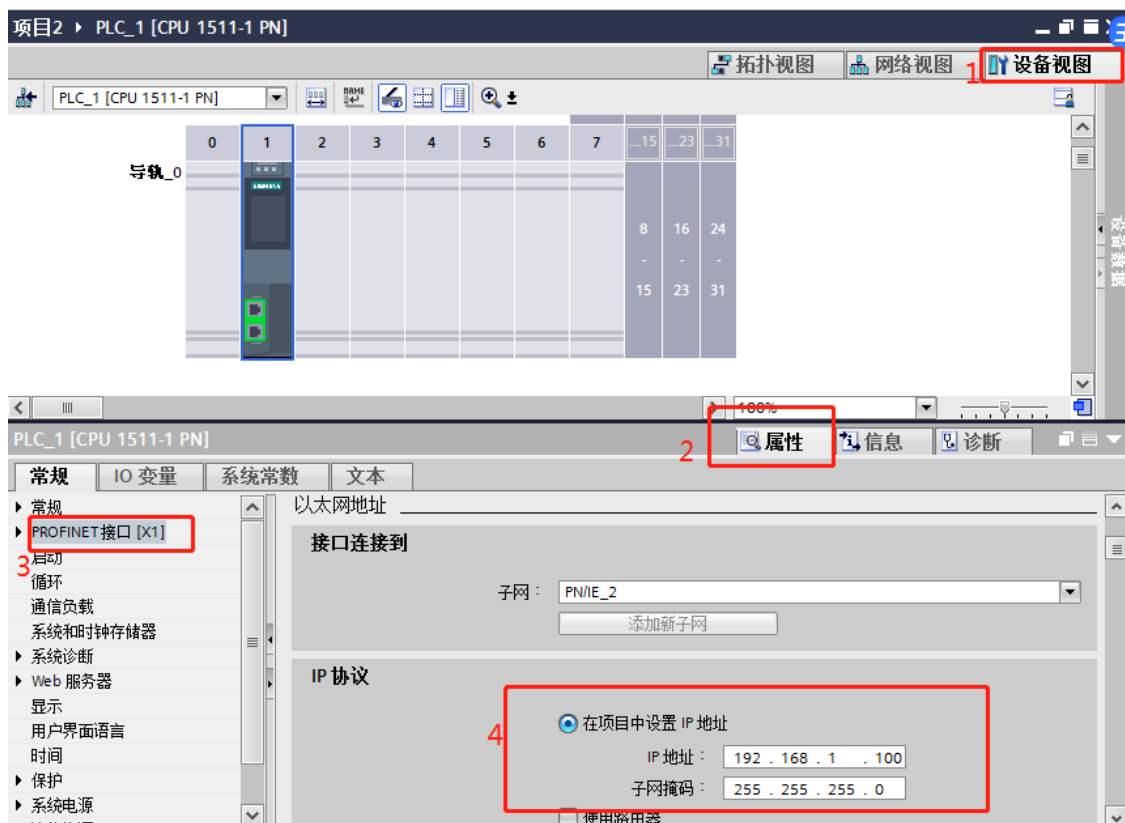 项目2 ▸ PLC_1 [CPU 1511-1 PN]
拓扑视图 网络视图 1 设备视图
PLC_1 [CPU 1511-1 PN]
0 1 2 3 4 5 6 7 ...15 ...23 ...31
导轨_0
SIEMENS
8 16 24
- - -
15 23 31
设备数据
100%
PLC_1 [CPU 1511-1 PN] 2 属性 信息 诊断
常规 IO 变量 系统常数 文本
常规
PROFINET接口 [X1]
3
启动
循环
通信负载
系统和时钟存储器
系统诊断
Web 服务器
显示
用户界面语言
时间
保护
系统电源
以太网地址
接口连接到
子网： PN/IE_2
添加新子网
IP 协议
4
在项目中设置 IP 地址
IP 地址： 192 . 168 . 1 . 100
子网掩码： 255 . 255 . 255 . 0
使用路由器